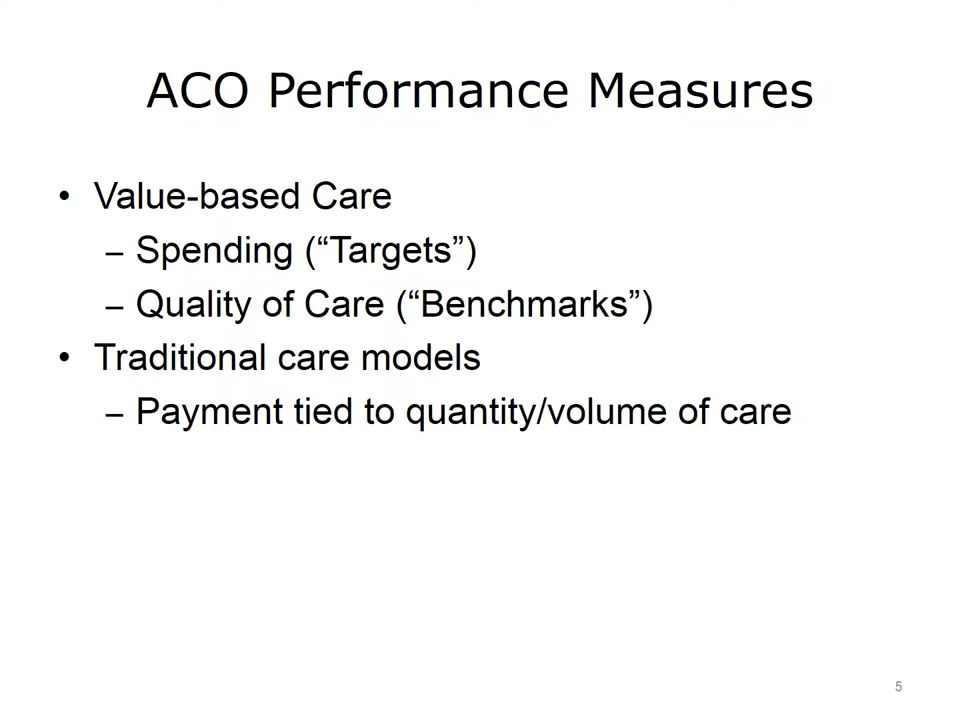 ACO Performance Measures
• Value-based Care
– Spending (“Targets”)
– Quality of Care (“Benchmarks”)
• Traditional care models
– Payment tied to quantity/volume of care
5